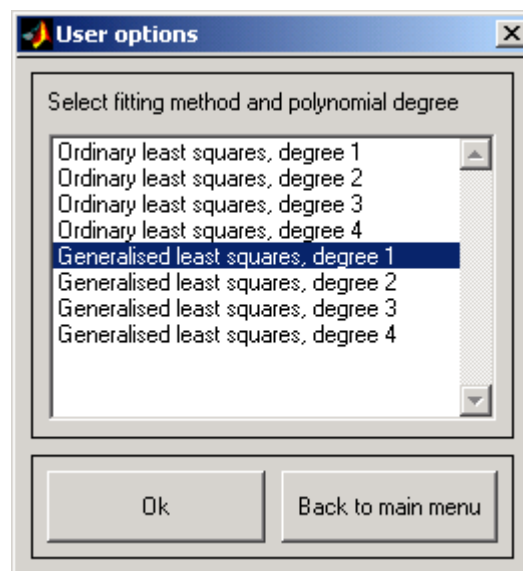 User options
Select fitting method and polynomial degree
Ordinary least squares, degree 1
Ordinary least squares, degree 2
Ordinary least squares, degree 3
Ordinary least squares, degree 4
Generalised least squares, degree 1
Generalised least squares, degree 2
Generalised least squares, degree 3
Generalised least squares, degree 4
Ok
Back to main menu